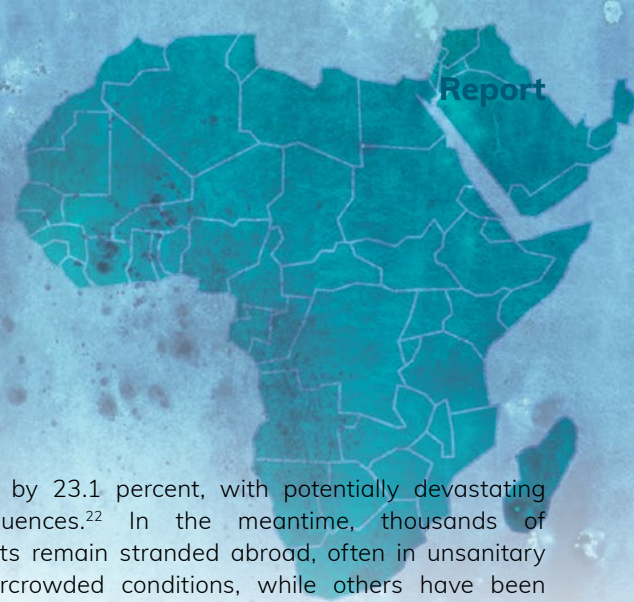 Report
by 23.1 percent, with potentially devastating
uences.²² In the meantime, thousands of
ts remain stranded abroad, often in unsanitary
rcrowded conditions, while others have been